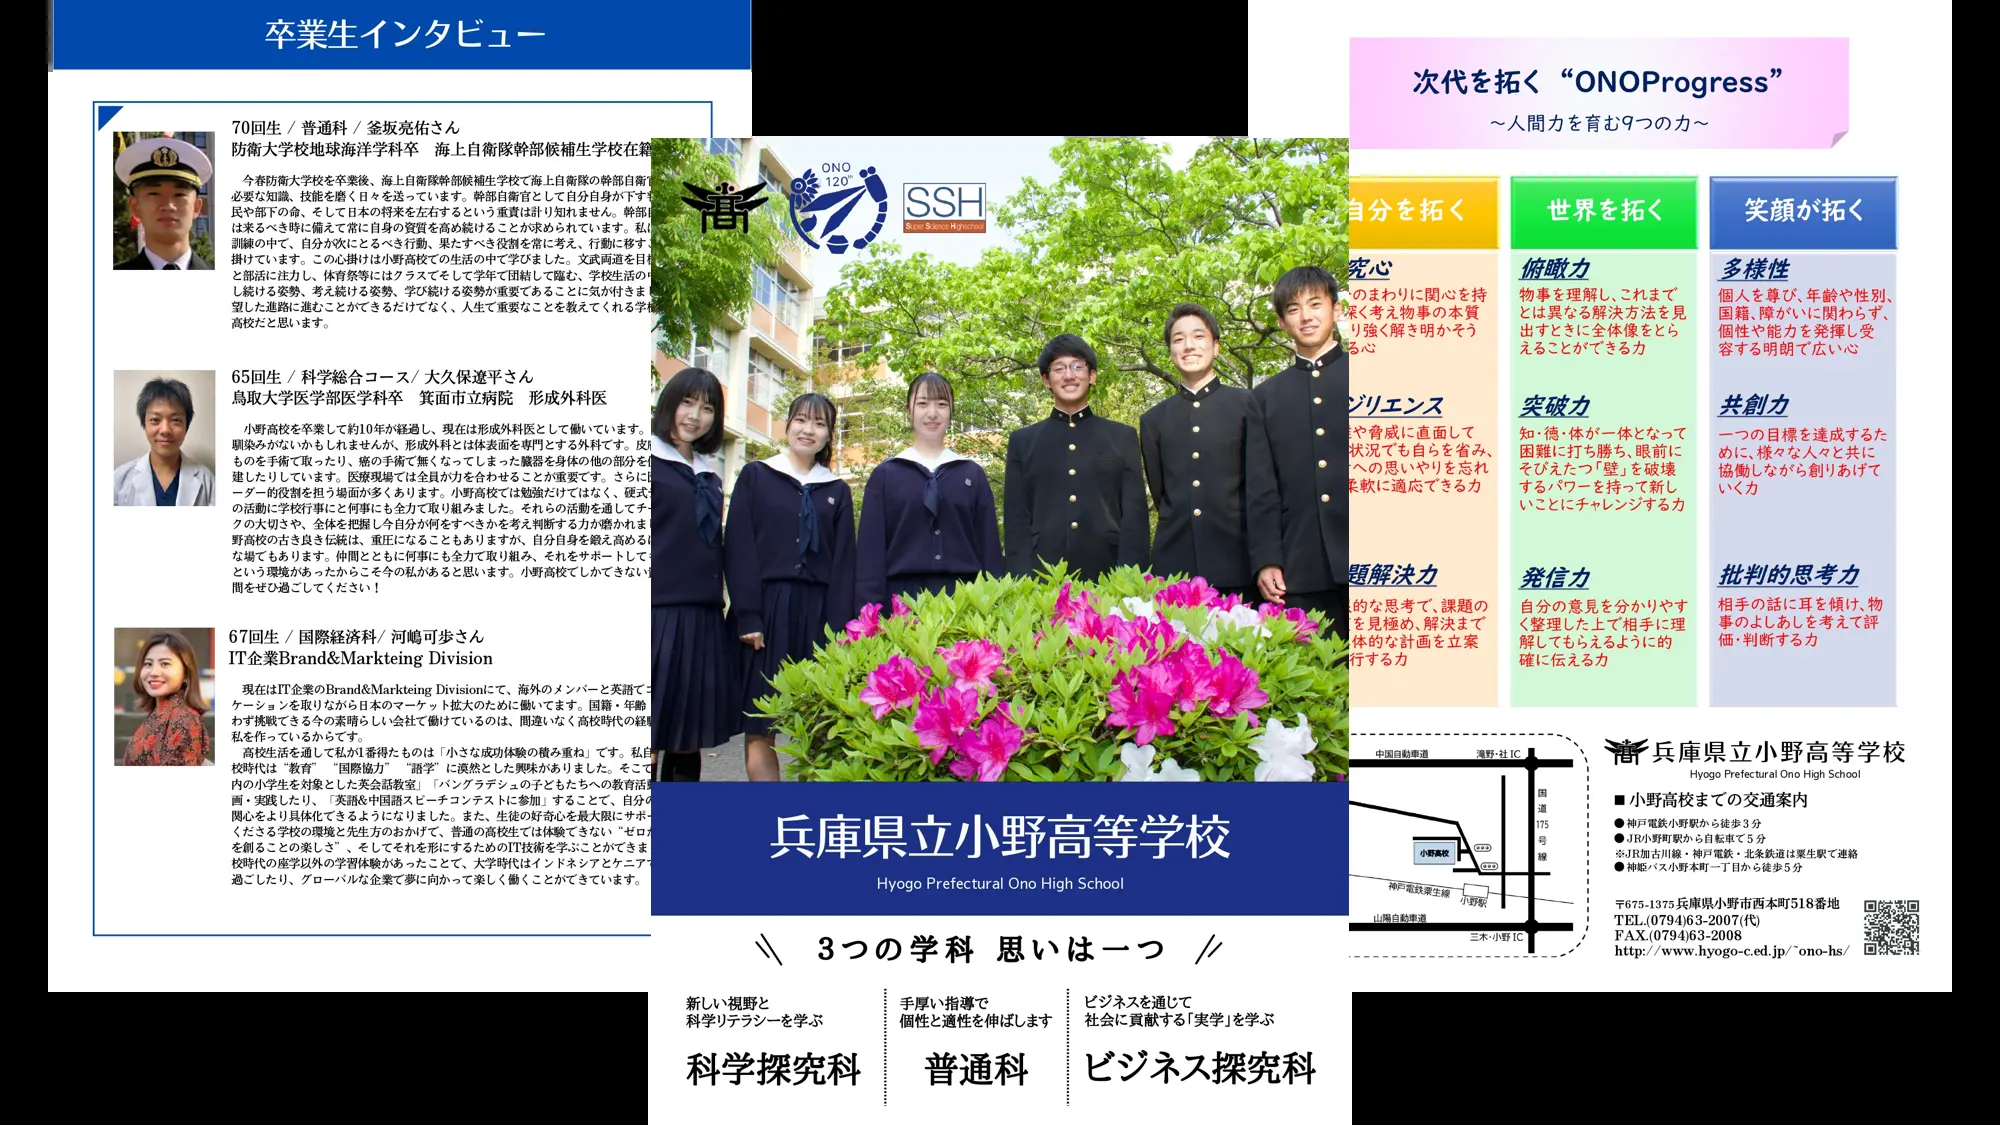 卒業生インタビュー
70回生 / 普通科 / 釜坂亮佑さん
防衛大学校地球海洋学科卒　海上自衛隊幹部候補生学校在籍
今春防衛大学校を卒業後、海上自衛隊幹部候補生学校で海上自衛隊の幹部自衛官
必要な知識、技能を磨く日々を送っています。幹部自衛官として自分自身が下す
民や部下の命、そして日本の将来を左右するという重責は計り知れません。幹部
は来るべき時に備えて常に自身の資質を高め続けることが求められています。私
訓練の中で、自分が次にとるべき行動、果たすべき役割を常に考え、行動に移す、
掛けています。この心掛けは小野高校での生活の中で学びました。文武両道を目
と部活に注力し、体育祭等にはクラスでそして学年で団結して臨む、学校生活の
し続ける姿勢、考え続ける姿勢、学び続ける姿勢が重要であることに気が付きま
望した進路に進むことができるだけでなく、人生で重要なことを教えてくれる学
高校だと思います。
65回生 / 科学総合コース/ 大久保遼平さん
鳥取大学医学部医学科卒　箕面市立病院　形成外科医
小野高校を卒業して約10年が経過し、現在は形成外科医として働いています。
馴染みがないかもしれませんが、形成外科とは体表面を専門とする外科です。皮
ものを手術で取ったり、癌の手術で無くなってしまった臓器を身体の他の部分を
建したりしています。医療現場では全員が力を合わせることが重要です。さらに
ーダー的役割を担う場面が多くあります。小野高校では勉強だけではなく、硬式
の活動に学校行事にと何事にも全力で取り組みました。それらの活動を通してチー
クの大切さや、全体を把握し今自分が何をすべきかを考え判断する力が磨かれま
野高校の古き良き伝統は、重圧になることもありますが、自分自身を鍛え高める
な場でもあります。仲間とともに何事にも全力で取り組み、それをサポートして
という環境があったからこそ今の私があると思います。小野高校でしかできない
間をぜひ過ごしてください！
67回生 / 国際経済科/ 河嶋可歩さん
IT企業Brand&Markteing Division
現在はIT企業のBrand&Markteing Divisionにて、海外のメンバーと英語でコ
ケーションを取りながら日本のマーケット拡大のために働いてます。国籍・年齢
わず挑戦できる今の素晴らしい会社で働けているのは、間違いなく高校時代の経
私を作っているからです。
高校生活を通して私が1番得たものは「小さな成功体験の積み重ね」です。私自
校時代は“教育”　“国際協力”　“語学”に漠然とした興味がありました。そこで
内の小学生を対象とした英会話教室」「バングラデシュの子どもたちへの教育活
画・実践したり、「英語&中国語スピーチコンテストに参加」することで、自分の
関心をより具体化できるようになりました。また、生徒の好奇心を最大限にサポー
くださる学校の環境と先生方のおかげで、普通の高校生では体験できない“ゼロか
を創ることの楽しさ”、そしてそれを形にするためのIT技術を学ぶことができま
校時代の座学以外の学習体験があったことで、大学時代はインドネシアとケニアで
過ごしたり、グローバルな企業で夢に向かって楽しく働くことができています。
高
ONO
120th
SSH
Super Science Highschool
兵庫県立小野高等学校
Hyogo Prefectural Ono High School
3つの学科 思いは一つ
新しい視野と
科学リテラシーを学ぶ
科学探究科
手厚い指導で
個性と適性を伸ばします
普通科
ビジネスを通じて
社会に貢献する「実学」を学ぶ
ビジネス探究科
次代を拓く “ONOProgress”
～人間力を育む9つの力～
自分を拓く
究心
のまわりに関心を持
深く考え物事の本質
り強く解き明かそう
る心
ジリエンス
や脅威に直面して
状況でも自らを省み、
への思いやりを忘れ
柔軟に適応できる力
題解決力
的な思考で、課題の
を見極め、解決まで
体的な計画を立案
行する力
世界を拓く
俯瞰力
物事を理解し、これまで
とは異なる解決方法を見
出すときに全体像をとら
えることができる力
突破力
知・徳・体が一体となって
困難に打ち勝ち、眼前に
そびえたつ「壁」を破壊
するパワーを持って新し
いことにチャレンジする力
発信力
自分の意見を分かりやす
く整理した上で相手に理
解してもらえるように的
確に伝える力
笑顔が拓く
多様性
個人を尊び、年齢や性別、
国籍、障がいに関わらず、
個性や能力を発揮し受
容する明朗で広い心
共創力
一つの目標を達成するた
めに、様々な人々と共に
協働しながら創りあげて
いく力
批判的思考力
相手の話に耳を傾け、物
事のよしあしを考えて評
価・判断する力
中国自動車道
滝野・社 IC
国道175号線
小野高校
神戸電鉄粟生線
小野駅
山陽自動車道
三木・小野 IC
兵庫県立小野高等学校
Hyogo Prefectural Ono High School
■ 小野高校までの交通案内
●神戸電鉄小野駅から徒歩３分
●JR小野町駅から自転車で５分
※JR加古川線・神戸電鉄・北条鉄道は粟生駅で連絡
●神姫バス小野本町一丁目から徒歩５分
〒675-1375兵庫県小野市西本町518番地
TEL.(0794)63-2007(代)
FAX.(0794)63-2008
http://www.hyogo-c.ed.jp/~ono-hs/